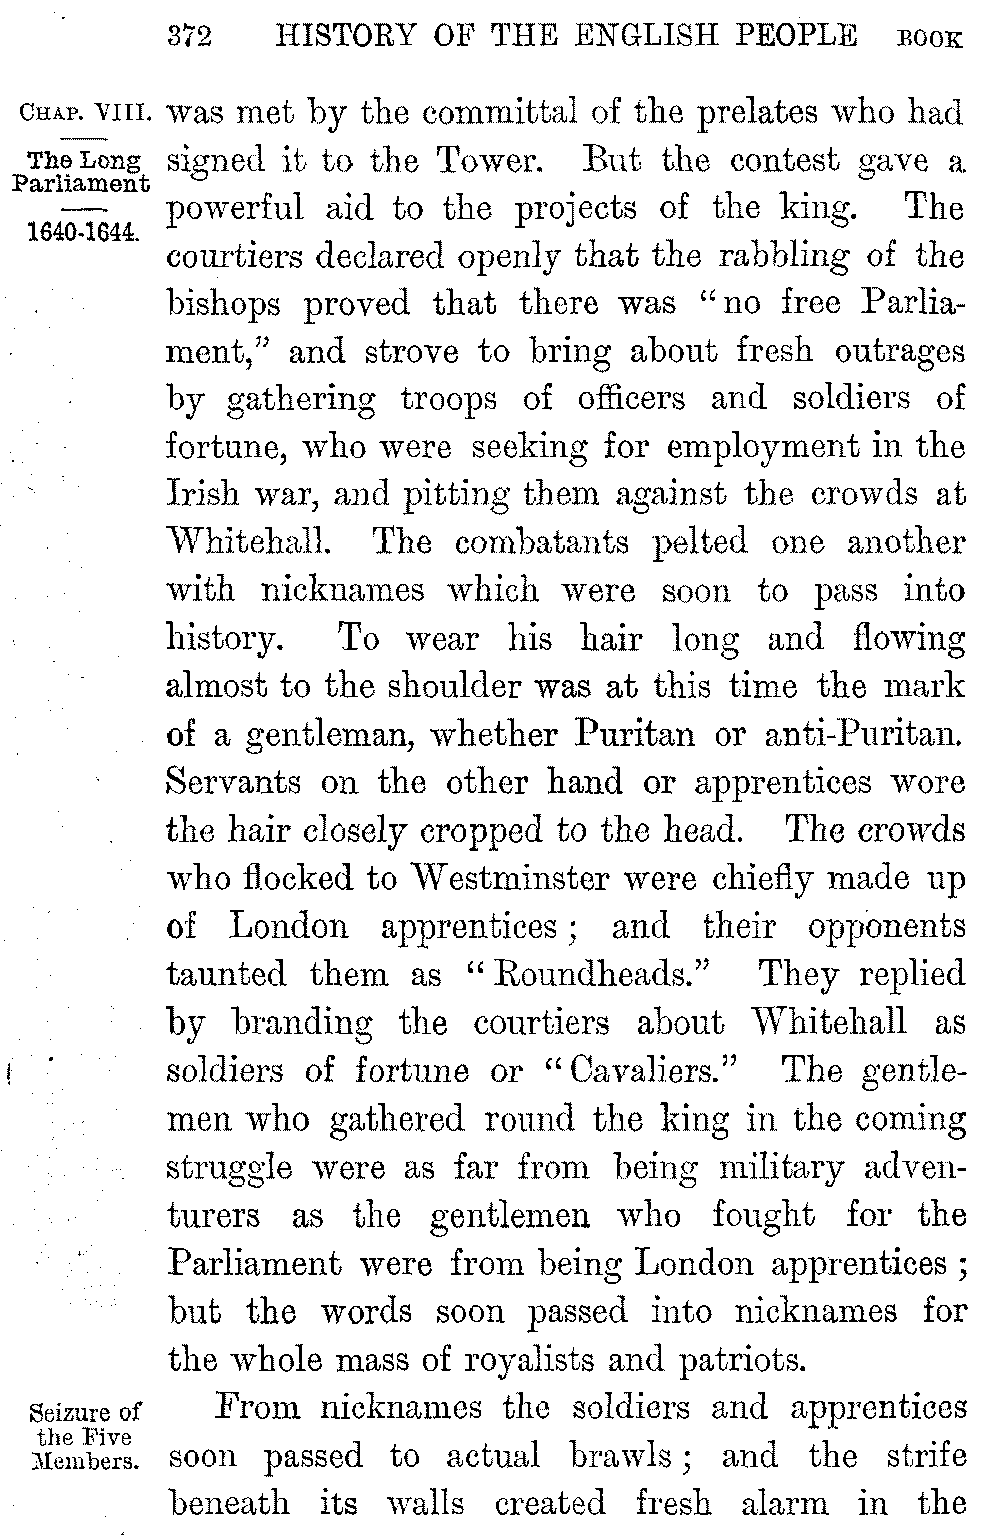 372 HISTORY OF THE ENGLISH PEOPLE BOOK
CHAP. VIII.
The Long
Parliament
1640-1644.
was met by the committal of the prelates who had
signed it to the Tower. But the contest gave a
powerful aid to the projects of the king. The
courtiers declared openly that the rabbling of the
bishops proved that there was “no free Parlia-
ment,” and strove to bring about fresh outrages
by gathering troops of officers and soldiers of
fortune, who were seeking for employment in the
Irish war, and pitting them against the crowds at
Whitehall. The combatants pelted one another
with nicknames which were soon to pass into
history. To wear his hair long and flowing
almost to the shoulder was at this time the mark
of a gentleman, whether Puritan or anti-Puritan.
Servants on the other hand or apprentices wore
the hair closely cropped to the head. The crowds
who flocked to Westminster were chiefly made up
of London apprentices; and their opponents
taunted them as “Roundheads.” They replied
by branding the courtiers about Whitehall as
soldiers of fortune or “Cavaliers.” The gentle-
men who gathered round the king in the coming
struggle were as far from being military adven-
turers as the gentlemen who fought for the
Parliament were from being London apprentices;
but the words soon passed into nicknames for
the whole mass of royalists and patriots.
Seizure of
the Five
Members.
From nicknames the soldiers and apprentices
soon passed to actual brawls; and the strife
beneath its walls created fresh alarm in the